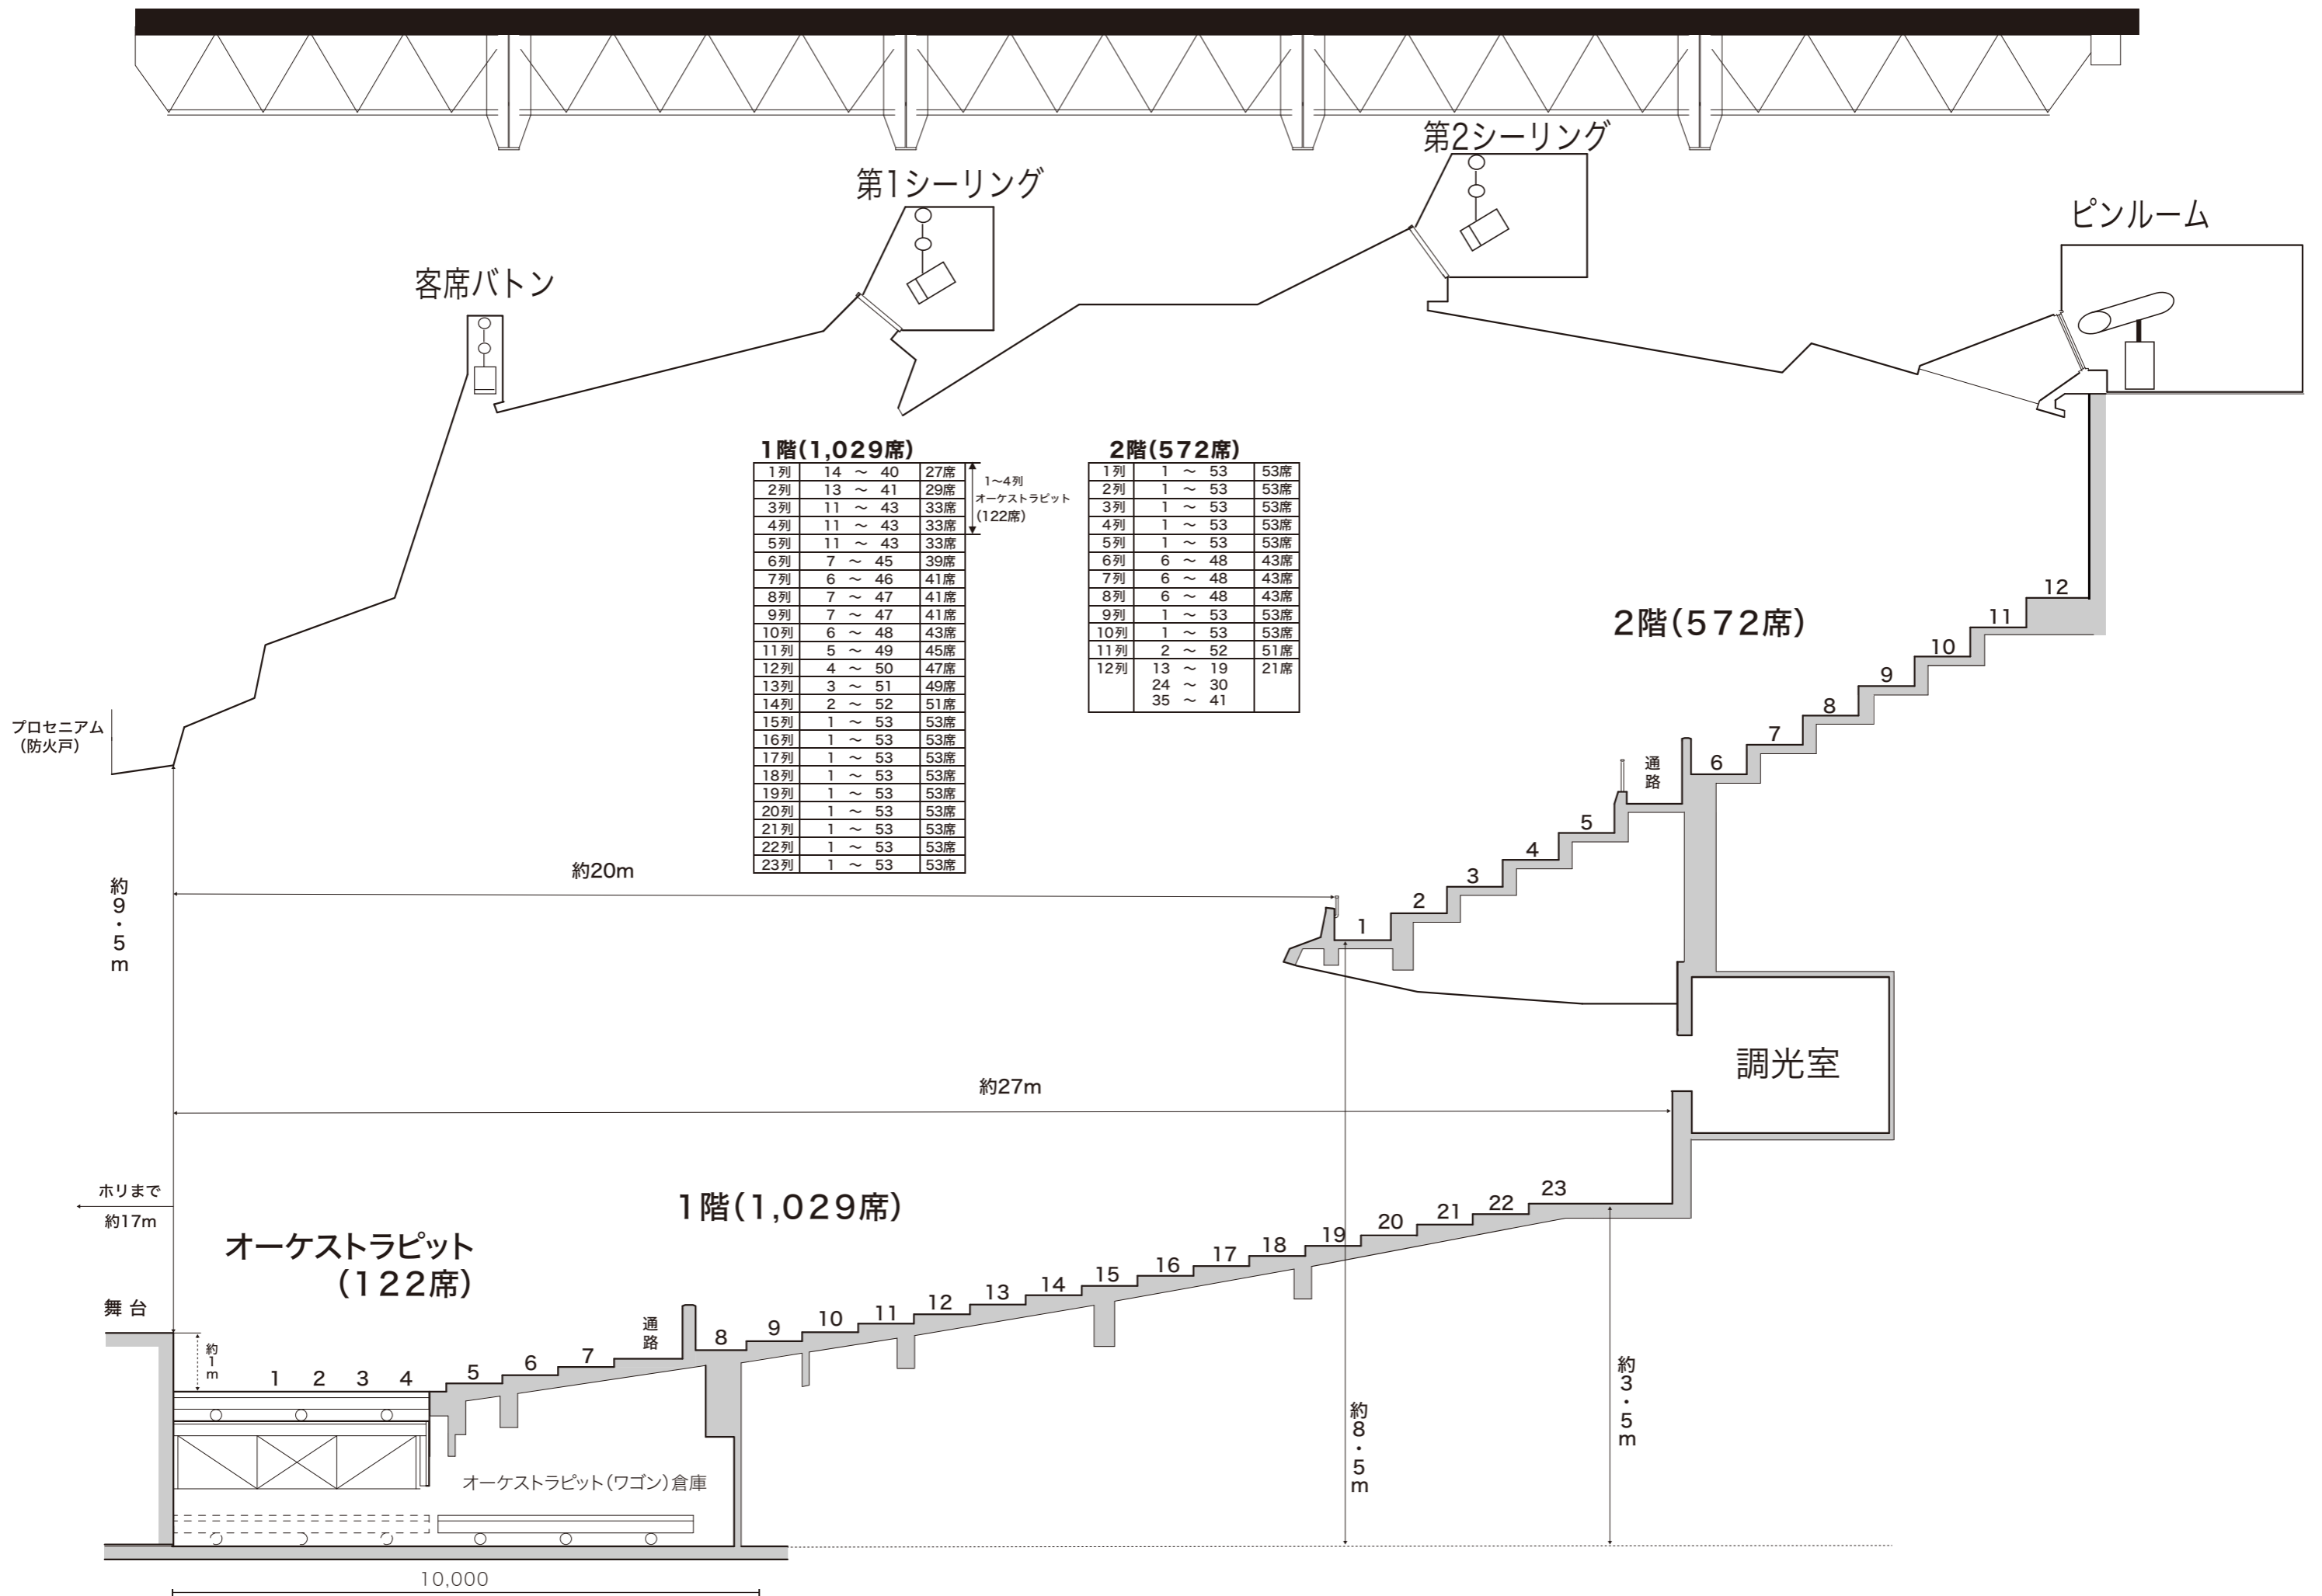 第2シーリング
第1シーリング
ピンルーム
客席バトン
1階(1,029席)
1列 14 ～ 40 27席
2列 13 ～ 41 29席
3列 11 ～ 43 33席
4列 11 ～ 43 33席
5列 11 ～ 43 33席
6列 7 ～ 45 39席
7列 6 ～ 46 41席
8列 7 ～ 47 41席
9列 7 ～ 47 41席
10列 6 ～ 48 43席
11列 5 ～ 49 45席
12列 4 ～ 50 47席
13列 3 ～ 51 49席
14列 2 ～ 52 51席
15列 1 ～ 53 53席
16列 1 ～ 53 53席
17列 1 ～ 53 53席
18列 1 ～ 53 53席
19列 1 ～ 53 53席
20列 1 ～ 53 53席
21列 1 ～ 53 53席
22列 1 ～ 53 53席
23列 1 ～ 53 53席
1～4列
オーケストラピット
(122席)
2階(572席)
1列 1 ～ 53 53席
2列 1 ～ 53 53席
3列 1 ～ 53 53席
4列 1 ～ 53 53席
5列 1 ～ 53 53席
6列 6 ～ 48 43席
7列 6 ～ 48 43席
8列 6 ～ 48 43席
9列 1 ～ 53 53席
10列 1 ～ 53 53席
11列 2 ～ 52 51席
12列 13 ～ 19 21席
24 ～ 30
35 ～ 41
2階(572席)
12
11
10
9
8
7
6
通路
5
4
3
2
1
プロセニアム
(防火戸)
約9・5m
約20m
約27m
調光室
ホリまで
約17m
1階(1,029席)
オーケストラピット
(122席)
舞台
約1m
1 2 3 4 5 6 7
通路
8 9 10 11 12 13 14 15 16 17 18 19 20 21 22 23
約8・5m
約3・5m
オーケストラピット(ワゴン)倉庫
10,000